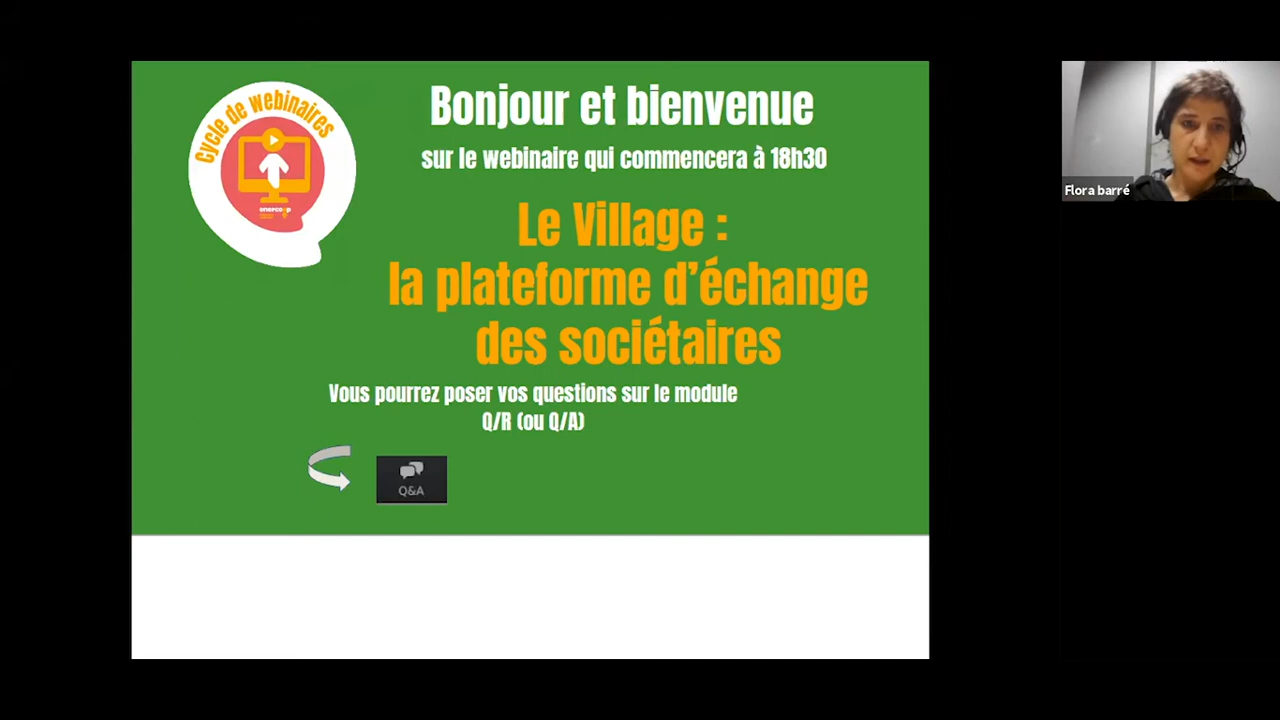 Cycle de webinaires
enercoop
Bonjour et bienvenue
sur le webinaire qui commencera à 18h30
Le Village :
la plateforme d’échange
des sociétaires
Vous pourrez poser vos questions sur le module
Q/R (ou Q/A)
Q&A
Flora barré